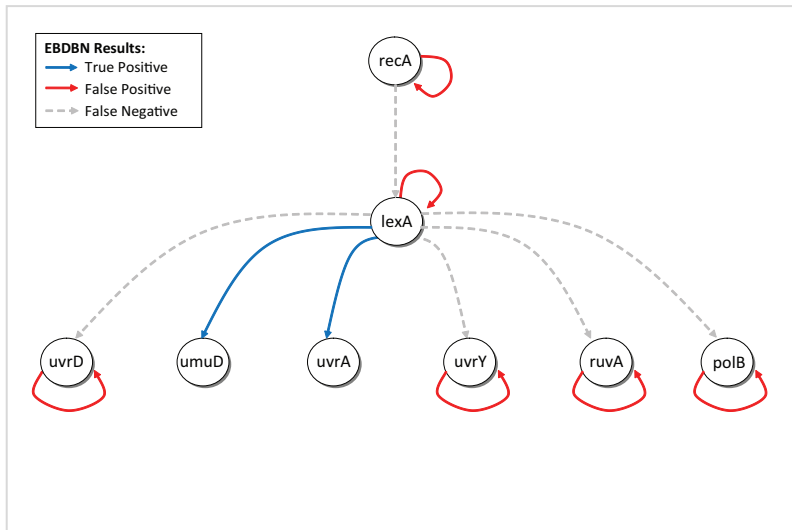 EBDBN Results:
True Positive
False Positive
False Negative
recA
lexA
uvrD
umuD
uvrA
uvrY
ruvA
polB